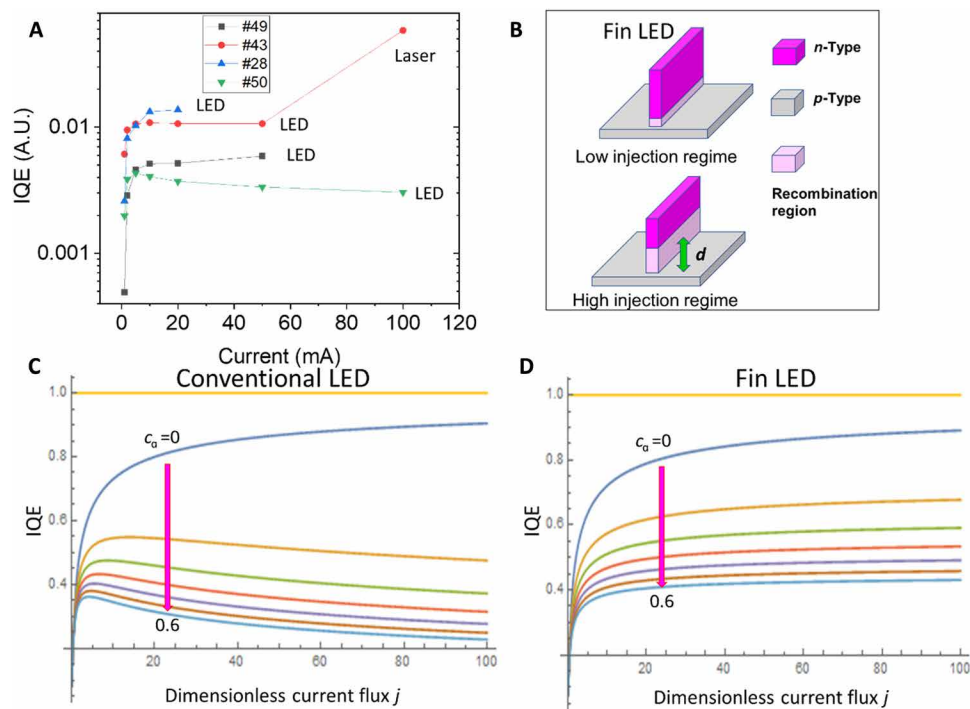 A
#49
#43
#28
#50
Laser
LED
LED
LED
LED
0.01
0.001
IQE (A.U.)
0 20 40 60 80 100 120
Current (mA)
B
Fin LED
n-Type
p-Type
Low injection regime
Recombination
region
d
High injection regime
C
Conventional LED
1.0
0.8
0.6
0.4
IQE
cₐ=0
0.6
20 40 60 80 100
Dimensionless current flux j
D
Fin LED
1.0
0.8
0.6
0.4
IQE
cₐ=0
0.6
20 40 60 80 100
Dimensionless current flux j